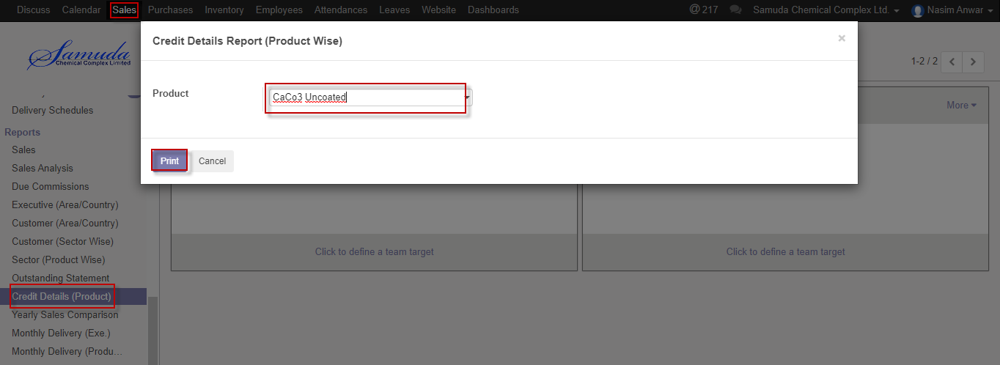 Discuss Calendar Sales Purchases Inventory Employees Attendances Leaves Website Dashboards @ 217 Samuda Chemical Complex Ltd. Nasim Anwar
Samuda
Chemical Complex Limited
Credit Details Report (Product Wise) ×
1-2 / 2
Product CaCo3 Uncoated
More
Print Cancel
Delivery Schedules
Reports
Sales
Sales Analysis
Due Commissions
Executive (Area/Country)
Customer (Area/Country)
Customer (Sector Wise)
Sector (Product Wise)
Outstanding Statement
Credit Details (Product)
Yearly Sales Comparison
Monthly Delivery (Exe.)
Monthly Delivery (Produ...
Click to define a team target Click to define a team target